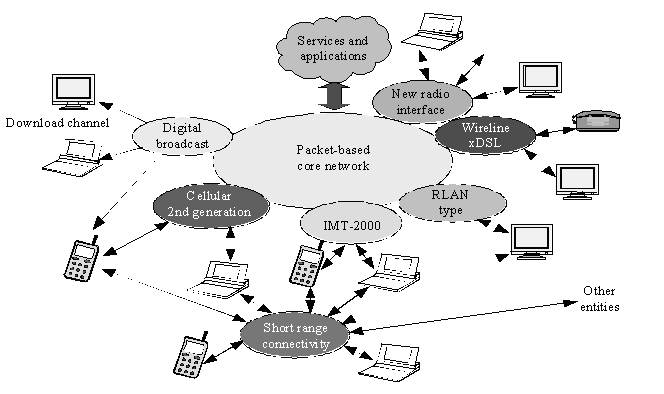 Services and
applications
New radio
interface
Download channel
Digital
broadcast
Packet-based
core network
Wireline
xDSL
Cellular
2nd generation
RLAN
type
IMT-2000
Other
entities
Short range
connectivity